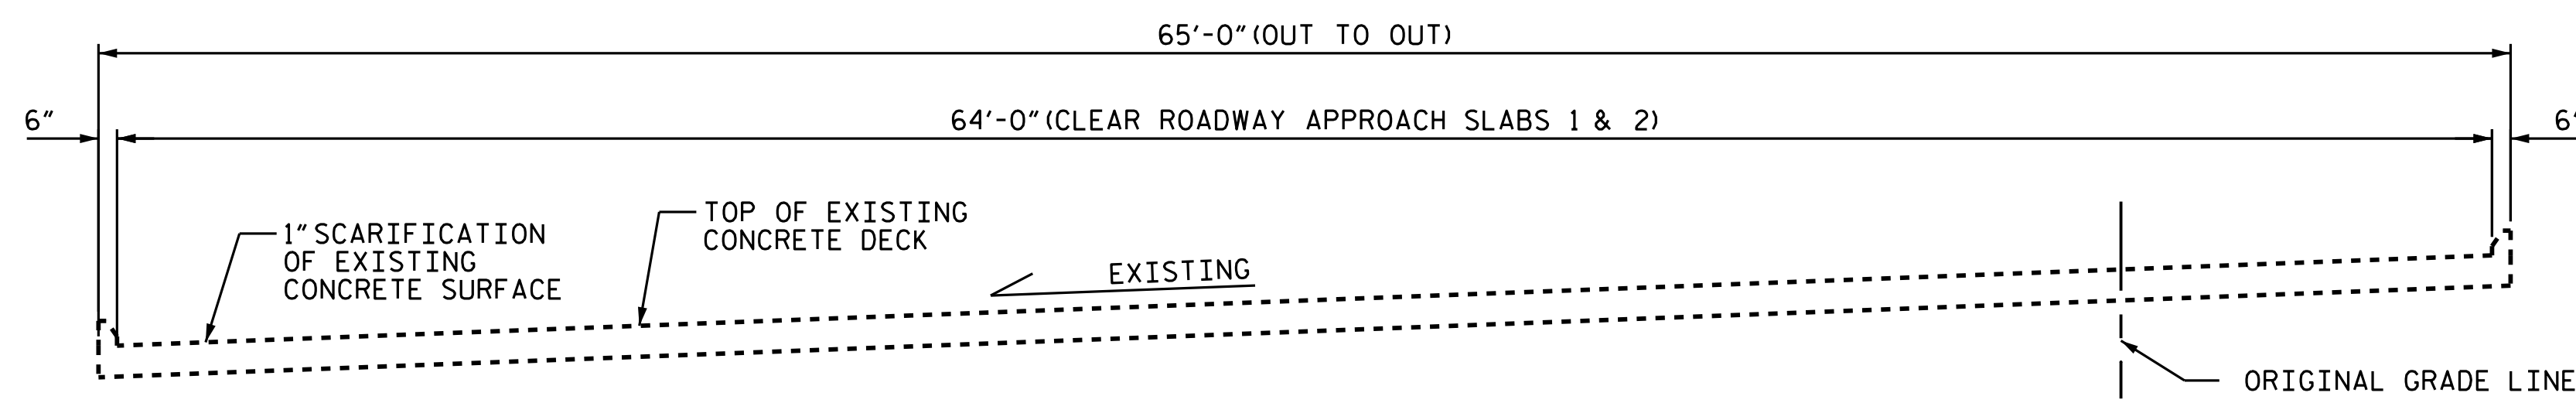 65'-0"(OUT TO OUT)
6"
64'-0"(CLEAR ROADWAY APPROACH SLABS 1 & 2)
6"
1" SCARIFICATION
OF EXISTING
CONCRETE SURFACE
TOP OF EXISTING
CONCRETE DECK
EXISTING
ORIGINAL GRADE LINE